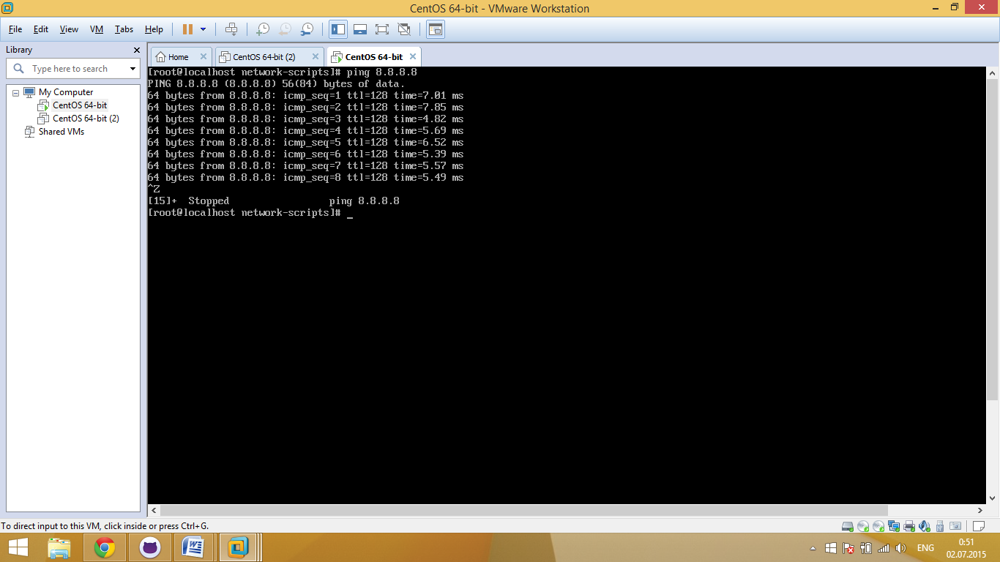 CentOS 64-bit - VMware Workstation
File Edit View VM Tabs Help
Library
Type here to search
My Computer
CentOS 64-bit
CentOS 64-bit (2)
Shared VMs
Home
CentOS 64-bit (2)
CentOS 64-bit
[root@localhost network-scripts]# ping 8.8.8.8
PING 8.8.8.8 (8.8.8.8) 56(84) bytes of data.
64 bytes from 8.8.8.8: icmp_seq=1 ttl=128 time=7.01 ms
64 bytes from 8.8.8.8: icmp_seq=2 ttl=128 time=7.85 ms
64 bytes from 8.8.8.8: icmp_seq=3 ttl=128 time=4.82 ms
64 bytes from 8.8.8.8: icmp_seq=4 ttl=128 time=5.69 ms
64 bytes from 8.8.8.8: icmp_seq=5 ttl=128 time=6.52 ms
64 bytes from 8.8.8.8: icmp_seq=6 ttl=128 time=5.39 ms
64 bytes from 8.8.8.8: icmp_seq=7 ttl=128 time=5.57 ms
64 bytes from 8.8.8.8: icmp_seq=8 ttl=128 time=5.49 ms
^Z
[15]+  Stopped                 ping 8.8.8.8
[root@localhost network-scripts]# _
To direct input to this VM, click inside or press Ctrl+G.
ENG
0:51
02.07.2015